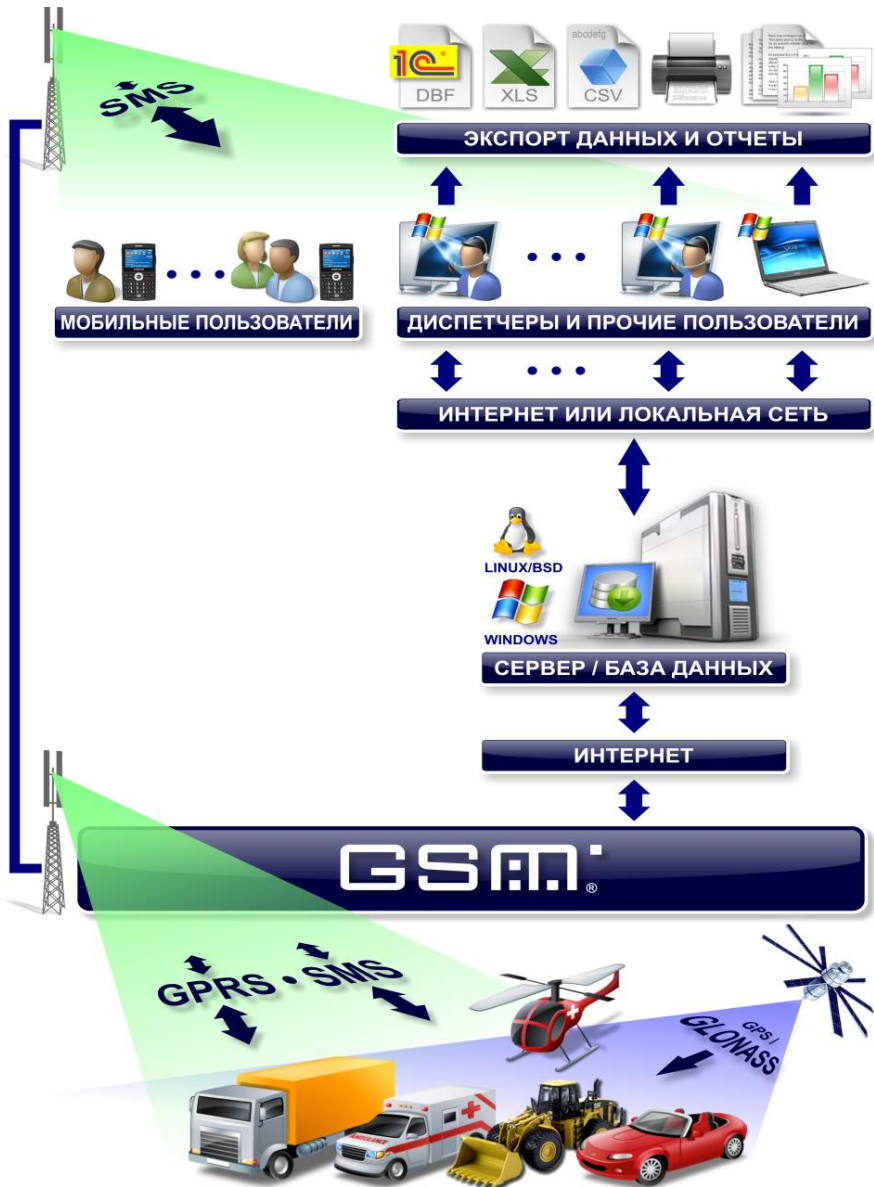 abcdefg
1С
DBF
XLS
CSV
SMS
ЭКСПОРТ ДАННЫХ И ОТЧЕТЫ
МОБИЛЬНЫЕ ПОЛЬЗОВАТЕЛИ
ДИСПЕТЧЕРЫ И ПРОЧИЕ ПОЛЬЗОВАТЕЛИ
ИНТЕРНЕТ ИЛИ ЛОКАЛЬНАЯ СЕТЬ
LINUX/BSD
WINDOWS
СЕРВЕР / БАЗА ДАННЫХ
ИНТЕРНЕТ
GSM®
GPRS • SMS
GPS |
GLONASS
AMBULANCE